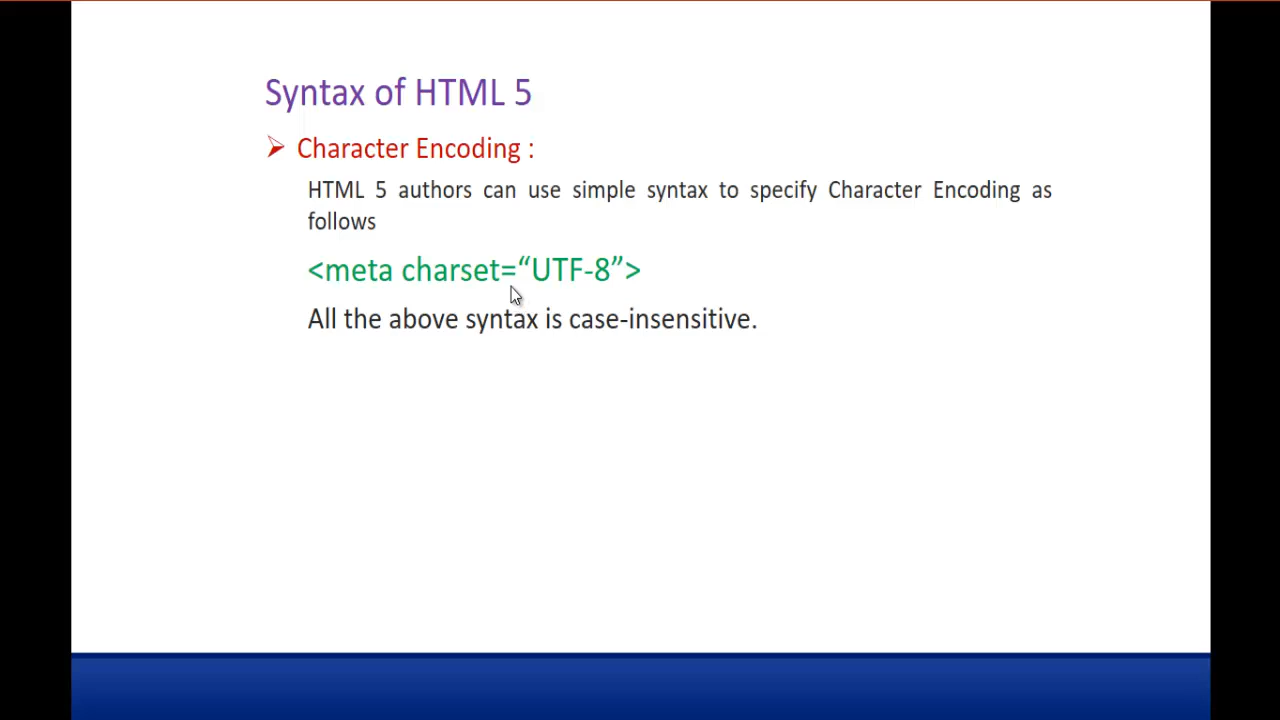 Syntax of HTML 5
Character Encoding :
HTML 5 authors can use simple syntax to specify Character Encoding as
follows
<meta charset=“UTF-8”>
All the above syntax is case-insensitive.